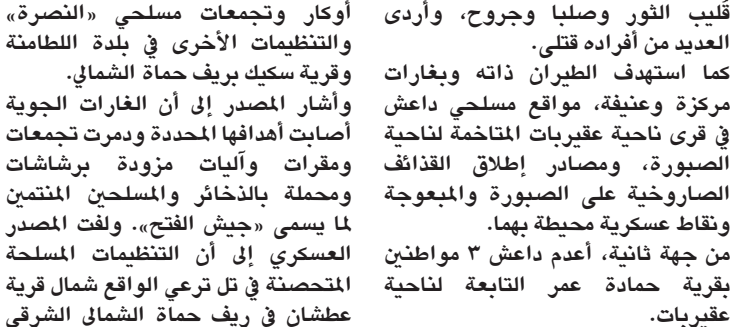 قليب الثور وصلبا وجروح، وأردى
العديد من أفراده قتلى.
كما استهدف الطيران ذاته وبغارات
مركزة وعنيفة، مواقع مسلحي داعش
في قرى ناحية عقيربات المتاخمة لناحية
الصبورة، ومصادر إطلاق القذائف
الصاروخية على الصبورة والمبعوجة
ونقاط عسكرية محيطة بهما.
من جهة ثانية، أعدم داعش ٣ مواطنين
بقرية حمادة عمر التابعة لناحية
عقيربات.
أوكار وتجمعات مسلحي «النصرة»
والتنظيمات الأخرى في بلدة اللطامنة
وقرية سكيك بريف حماة الشمالي.
وأشار المصدر إلى أن الغارات الجوية
أصابت أهدافها المحددة ودمرت تجمعات
ومقرات وآليات مزودة برشاشات
ومحملة بالذخائر والمسلحين المنتمين
لما يسمى «جيش الفتح». ولفت المصدر
العسكري إلى أن التنظيمات المسلحة
المتحصنة في تل ترعي الواقع شمال قرية
عطشان في ريف حماة الشمالي الشرقي